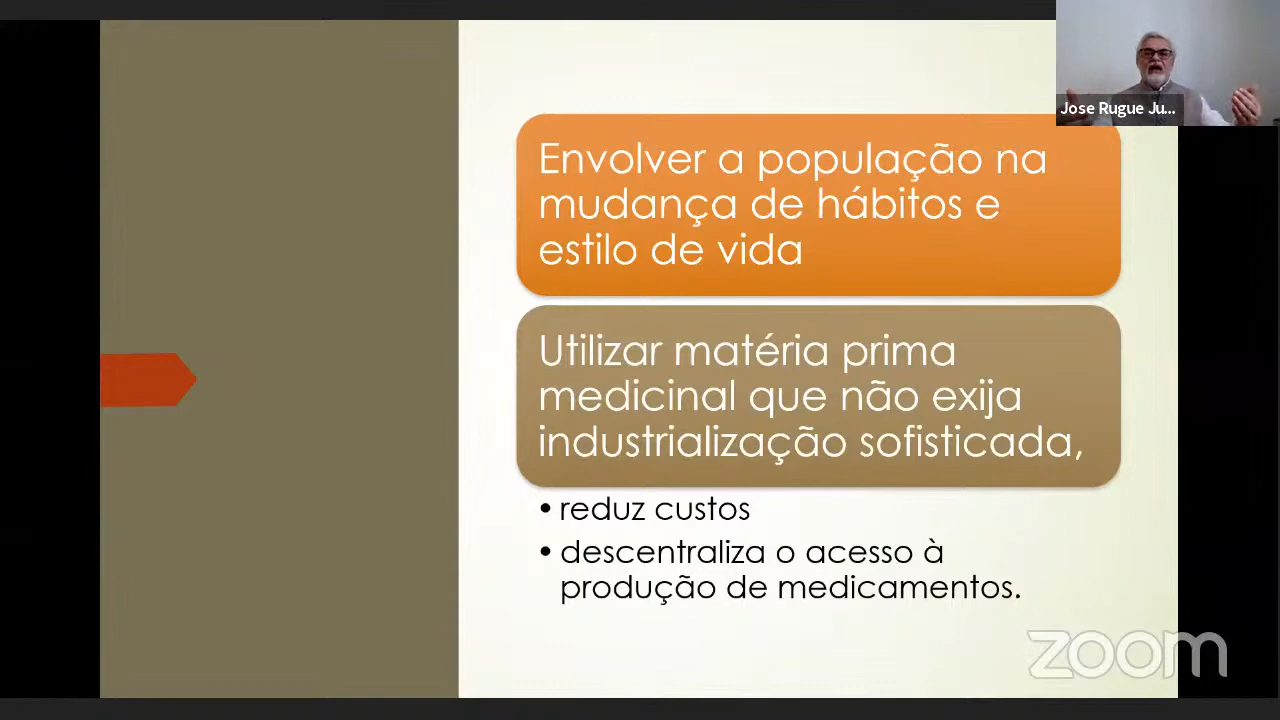 Jose Rugue Ju...
Envolver a população na
mudança de hábitos e
estilo de vida
Utilizar matéria prima
medicinal que não exija
industrialização sofisticada,
• reduz custos
• descentraliza o acesso à
produção de medicamentos.
zoom